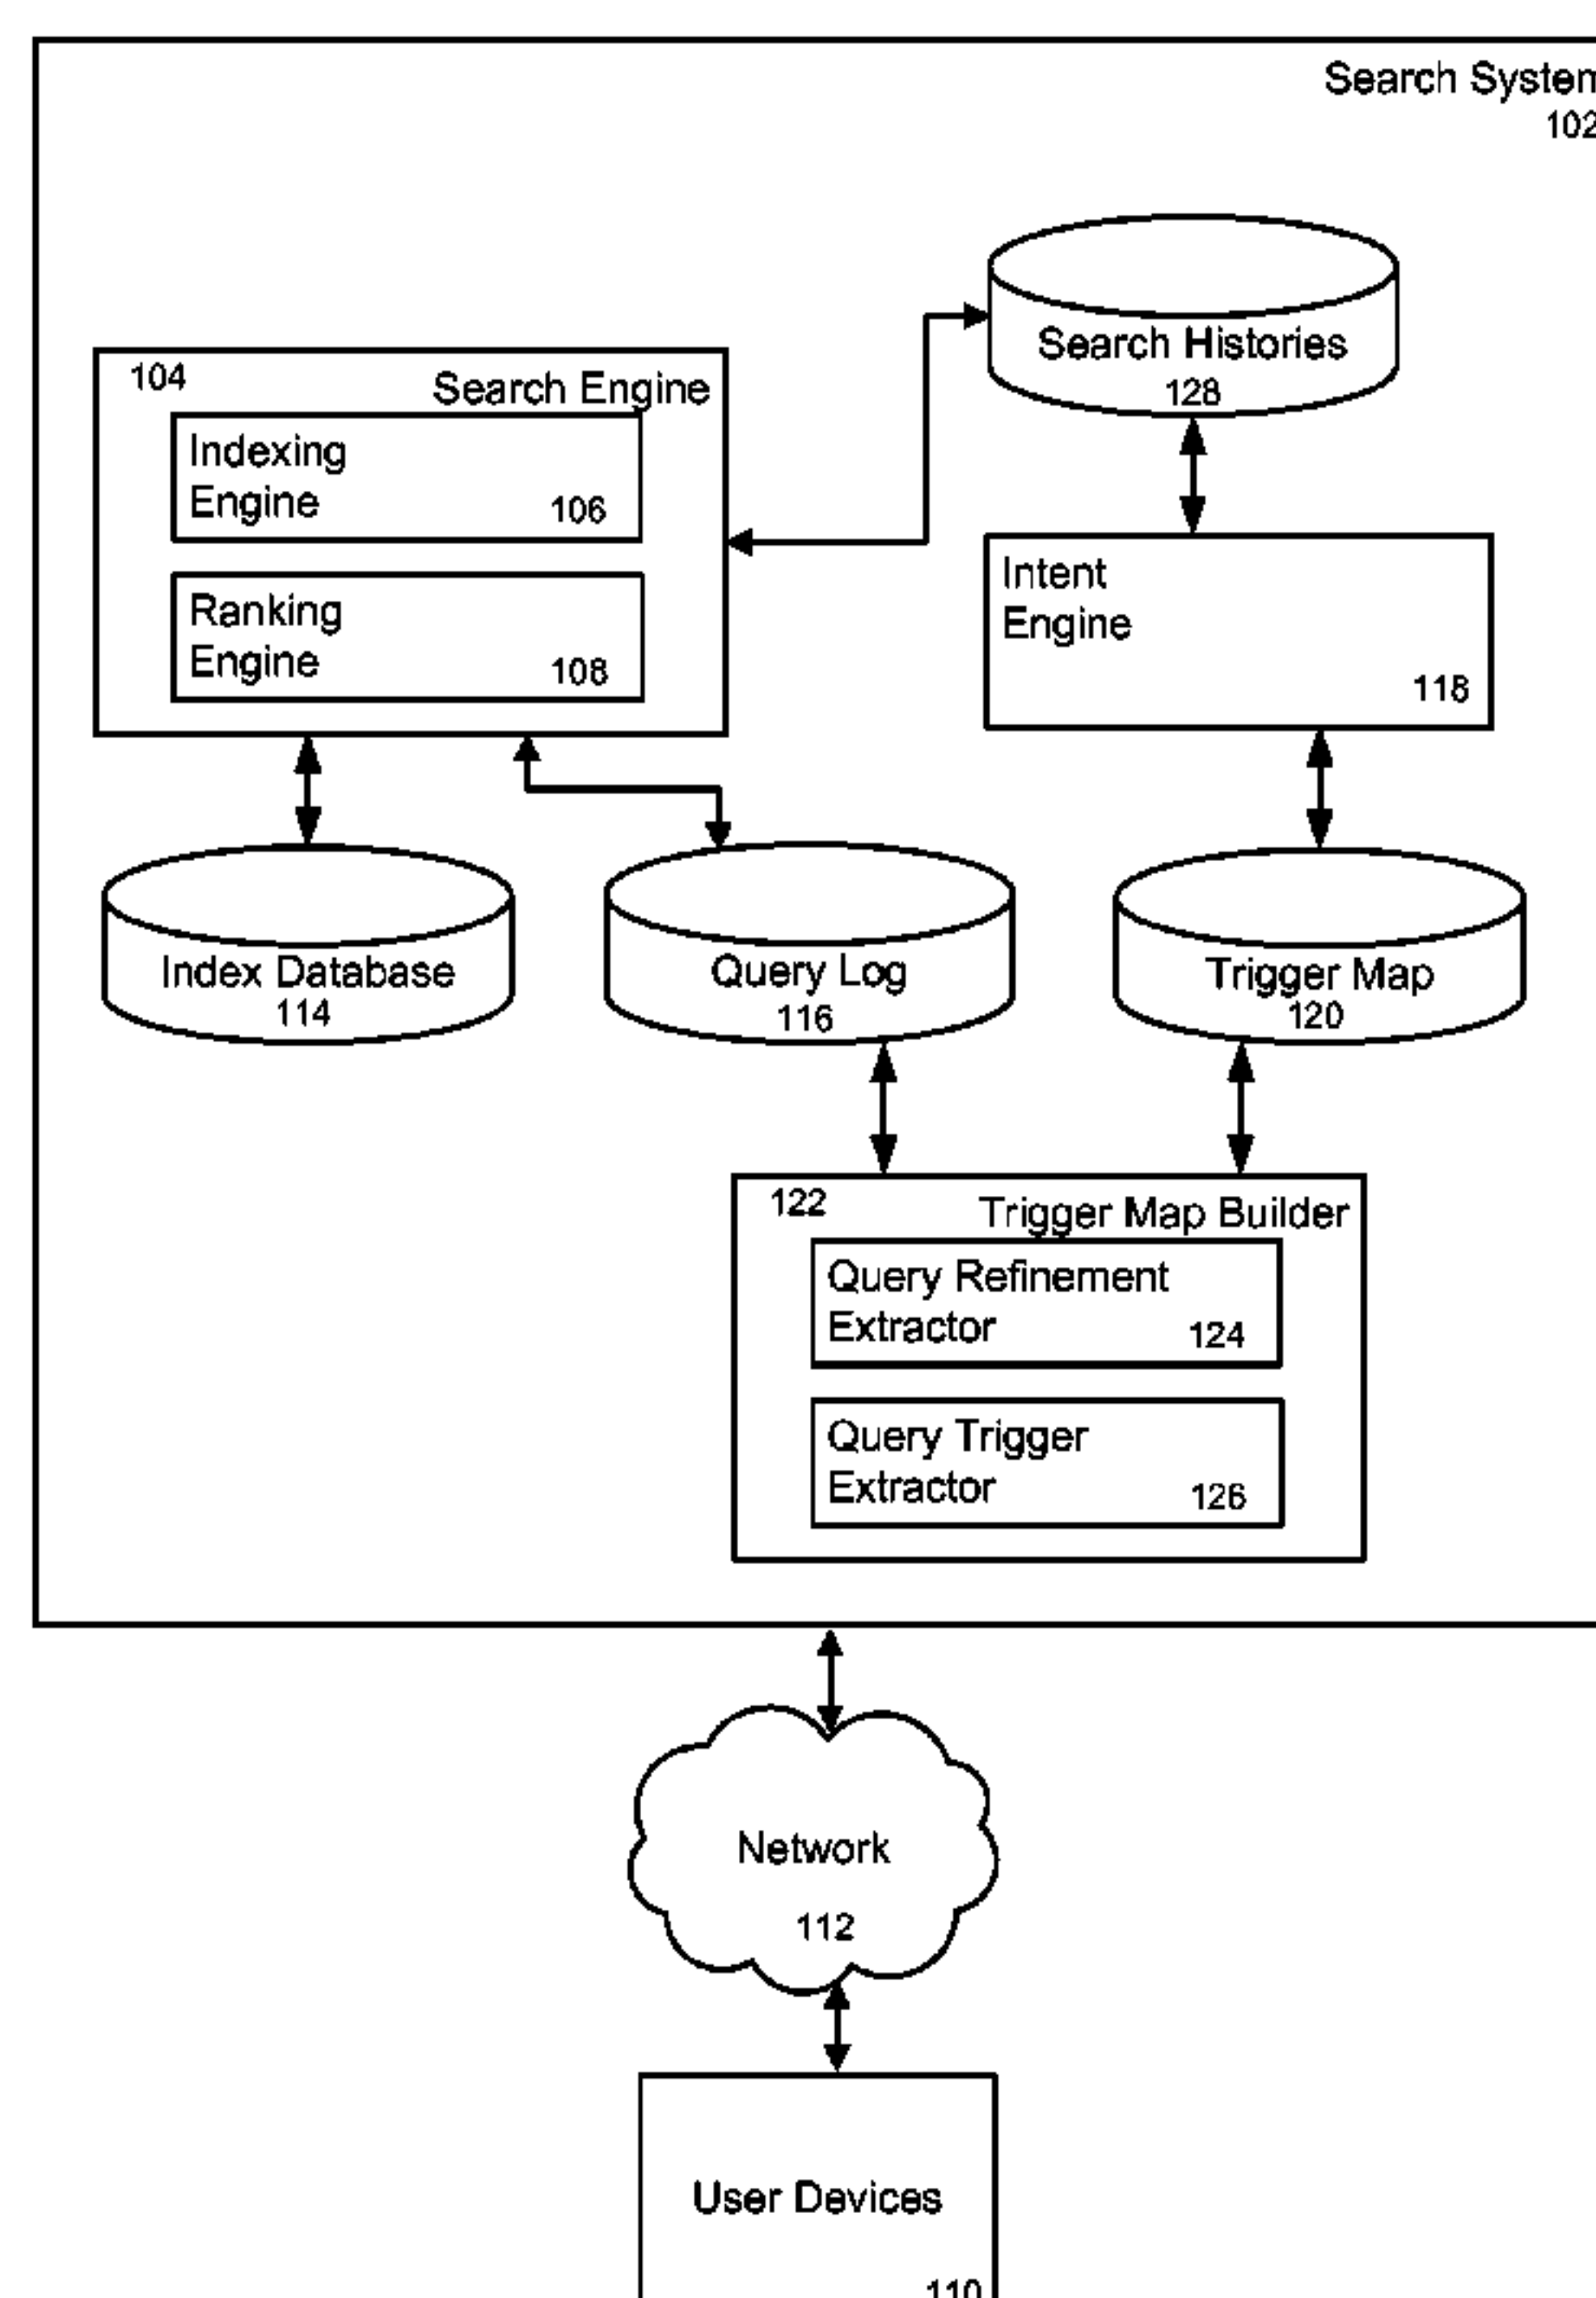 Search System
102
Search Histories
128
104
Search Engine
Indexing
Engine
106
Ranking
Engine
108
Intent
Engine
118
Index Database
114
Query Log
116
Trigger Map
120
122
Trigger Map Builder
Query Refinement
Extractor
124
Query Trigger
Extractor
126
Network
112
User Devices
110